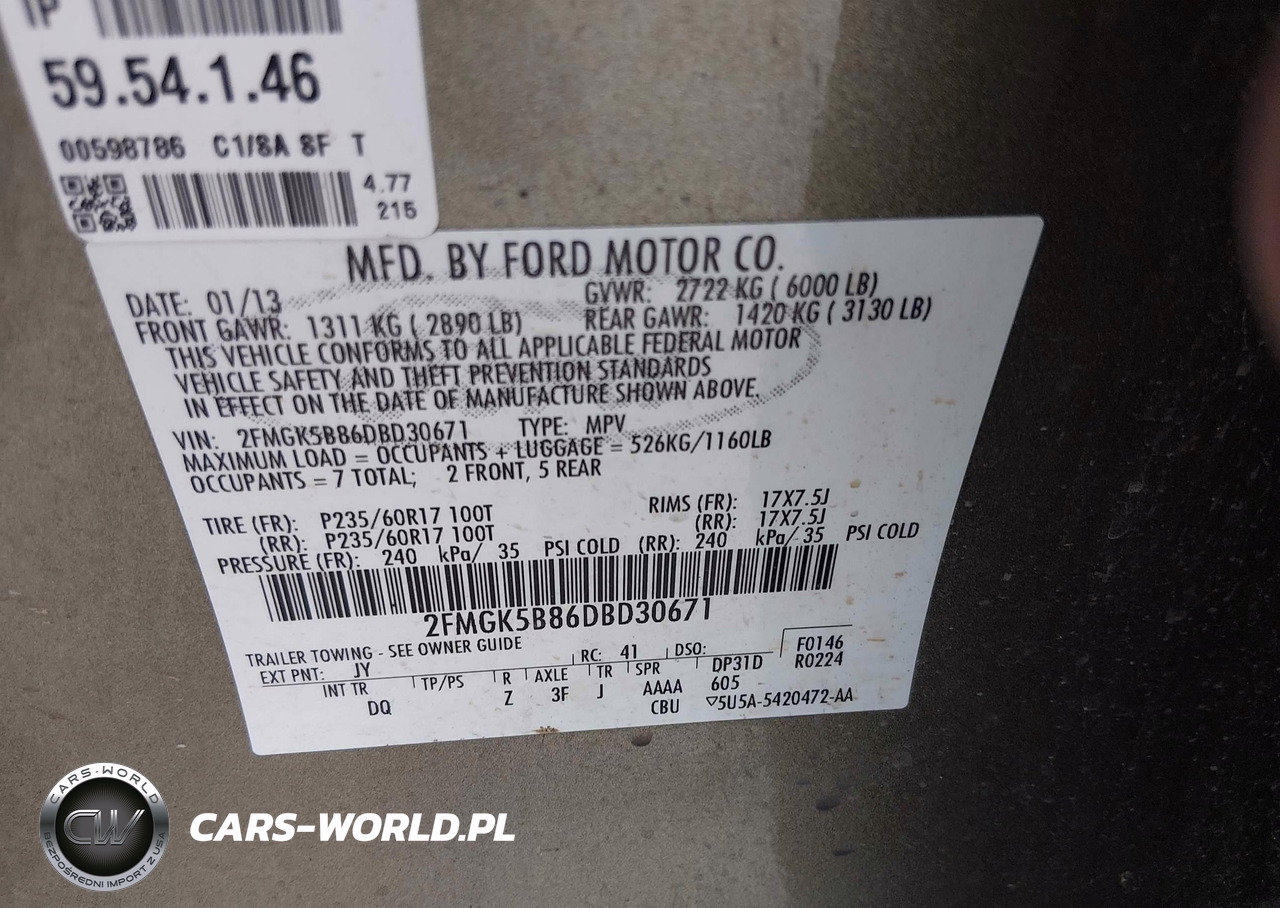 IP
59.54.1.46
00598786 C1/8A 8F T
4.77
215
MFD. BY FORD MOTOR CO.
DATE: 01/13 GVWR: 2722 KG ( 6000 LB)
FRONT GAWR: 1311 KG ( 2890 LB) REAR GAWR: 1420 KG ( 3130 LB)
THIS VEHICLE CONFORMS TO ALL APPLICABLE FEDERAL MOTOR
VEHICLE SAFETY AND THEFT PREVENTION STANDARDS
IN EFFECT ON THE DATE OF MANUFACTURE SHOWN ABOVE.
VIN: 2FMGK5B86DBD30671 TYPE: MPV
MAXIMUM LOAD = OCCUPANTS + LUGGAGE = 526KG/1160LB
OCCUPANTS = 7 TOTAL; 2 FRONT, 5 REAR
TIRE (FR): P235/60R17 100T RIMS (FR): 17X7.5J
(RR): P235/60R17 100T (RR): 17X7.5J
PRESSURE (FR): 240 kPa/ 35 PSI COLD (RR): 240 kPa/ 35 PSI COLD
2FMGK5B86DBD30671
TRAILER TOWING - SEE OWNER GUIDE
EXT PNT: JY RC: 41 DSO: F0146
R0224
INT TR TP/PS R AXLE TR SPR DP31D
DQ Z 3F J AAAA 605
CBU ▽5U5A-5420472-AA
CARS-WORLD
CW
BEZPOŚREDNI IMPORT Z USA
CARS-WORLD.PL